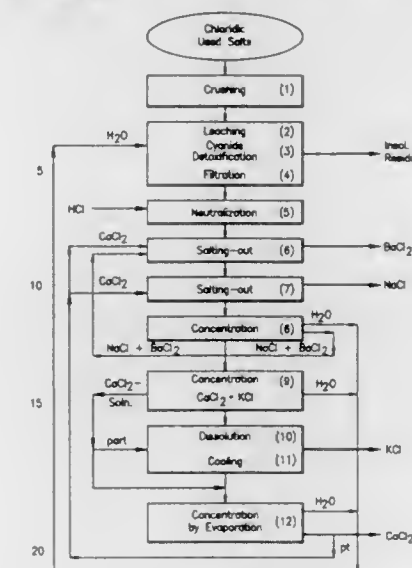 Chloridic
Used Salts
Crushing (1)
H2O
Leaching (2)
Cyanide (3)
Detoxification
Filtration (4)
Insol.
5
HCl
Neutralization (5)
CaCl2
Salting-out (6)
BaCl2
10
CaCl2
Salting-out (7)
NaCl
Concentration (8)
H2O
NaCl + BaCl2
NaCl + BaCl2
CaCl2-
Soln.
Concentration (9)
CaCl2 - KCl
H2O
15
part
Dissolution (10)
Cooling (11)
KCl
H2O
Concentration
by Evaporation (12)
CaCl2
pt
20